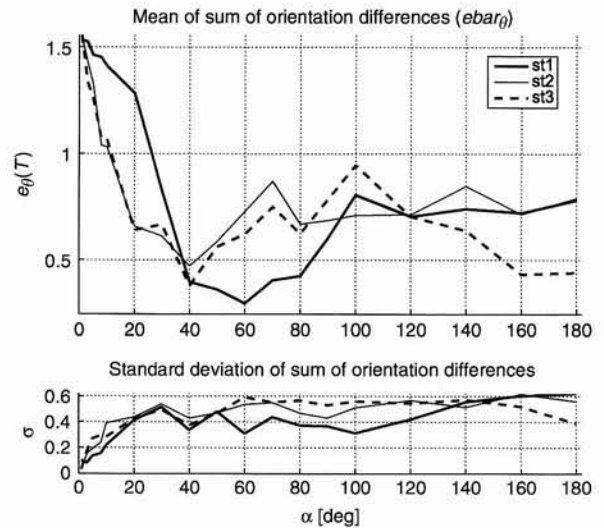 Mean of sum of orientation differences (ebar_θ)
1.5
1
0.5
e_θ(T)
st1
st2
st3
0 20 40 60 80 100 120 140 160 180
Standard deviation of sum of orientation differences
0.6
0.4
0.2
0
σ
0 20 40 60 80 100 120 140 160 180
α [deg]